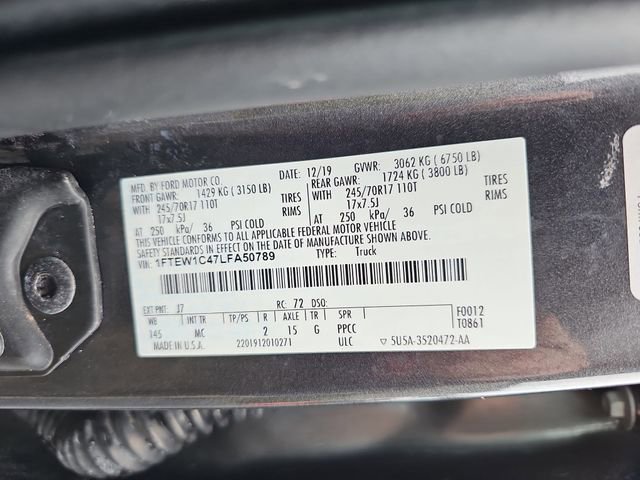 MFD. BY FORD MOTOR CO. DATE: 12/19 GVWR: 3062 KG ( 6750 LB)
FRONT GAWR: 1429 KG ( 3150 LB) REAR GAWR: 1724 KG ( 3800 LB)
WITH 245/70R17 110T TIRES WITH 245/70R17 110T TIRES
17x7.5J RIMS 17x7.5J RIMS
AT 250 kPa/ 36 PSI COLD AT 250 kPa/ 36 PSI COLD
THIS VEHICLE CONFORMS TO ALL APPLICABLE FEDERAL MOTOR VEHICLE
SAFETY STANDARDS IN EFFECT ON THE DATE OF MANUFACTURE SHOWN ABOVE.
VIN: 1FTEW1C47LFA50789 TYPE: Truck
EXT PNT: J7 RC: 72 DSO:
WB INT TR TP/PS R AXLE TR SPR F0012
145 MC 2 15 G PPCC T0861
MADE IN U.S.A. 2201912010271 ULC ▽ 5U5A-3520472-AA